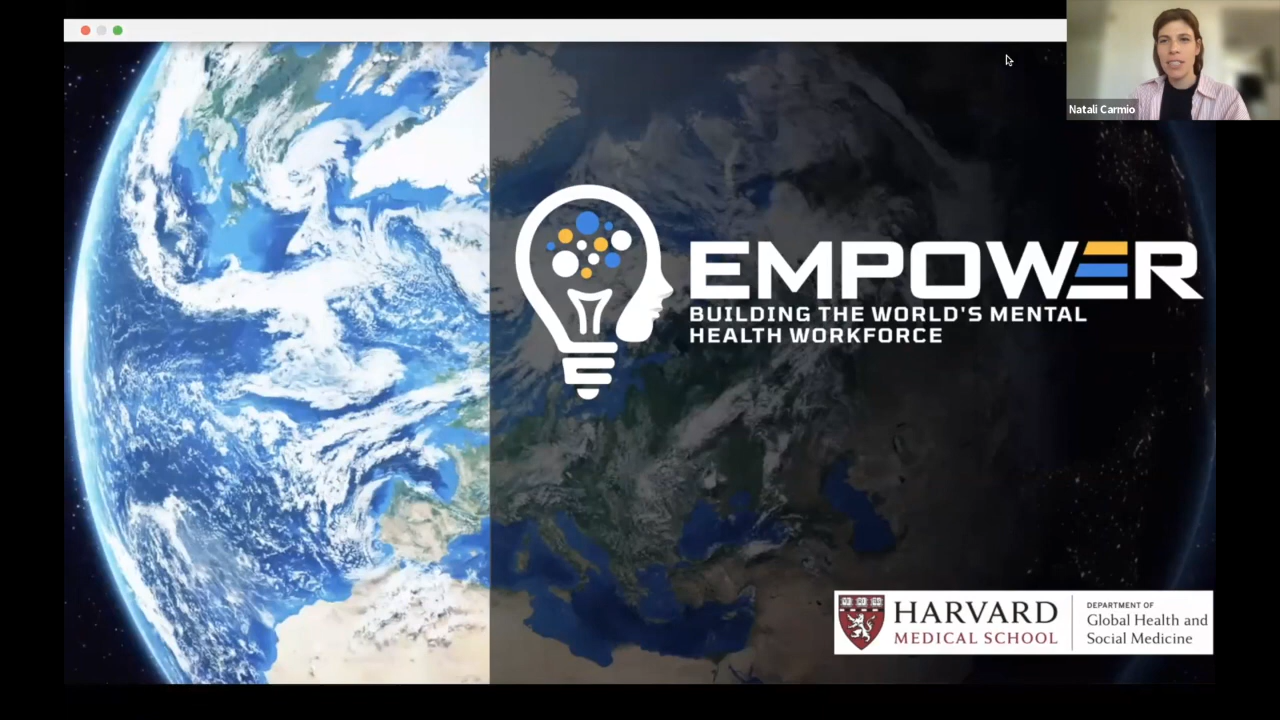 Natali Carmio
EMPOWER
BUILDING THE WORLD'S MENTAL
HEALTH WORKFORCE
HARVARD
MEDICAL SCHOOL
DEPARTMENT OF
Global Health and
Social Medicine